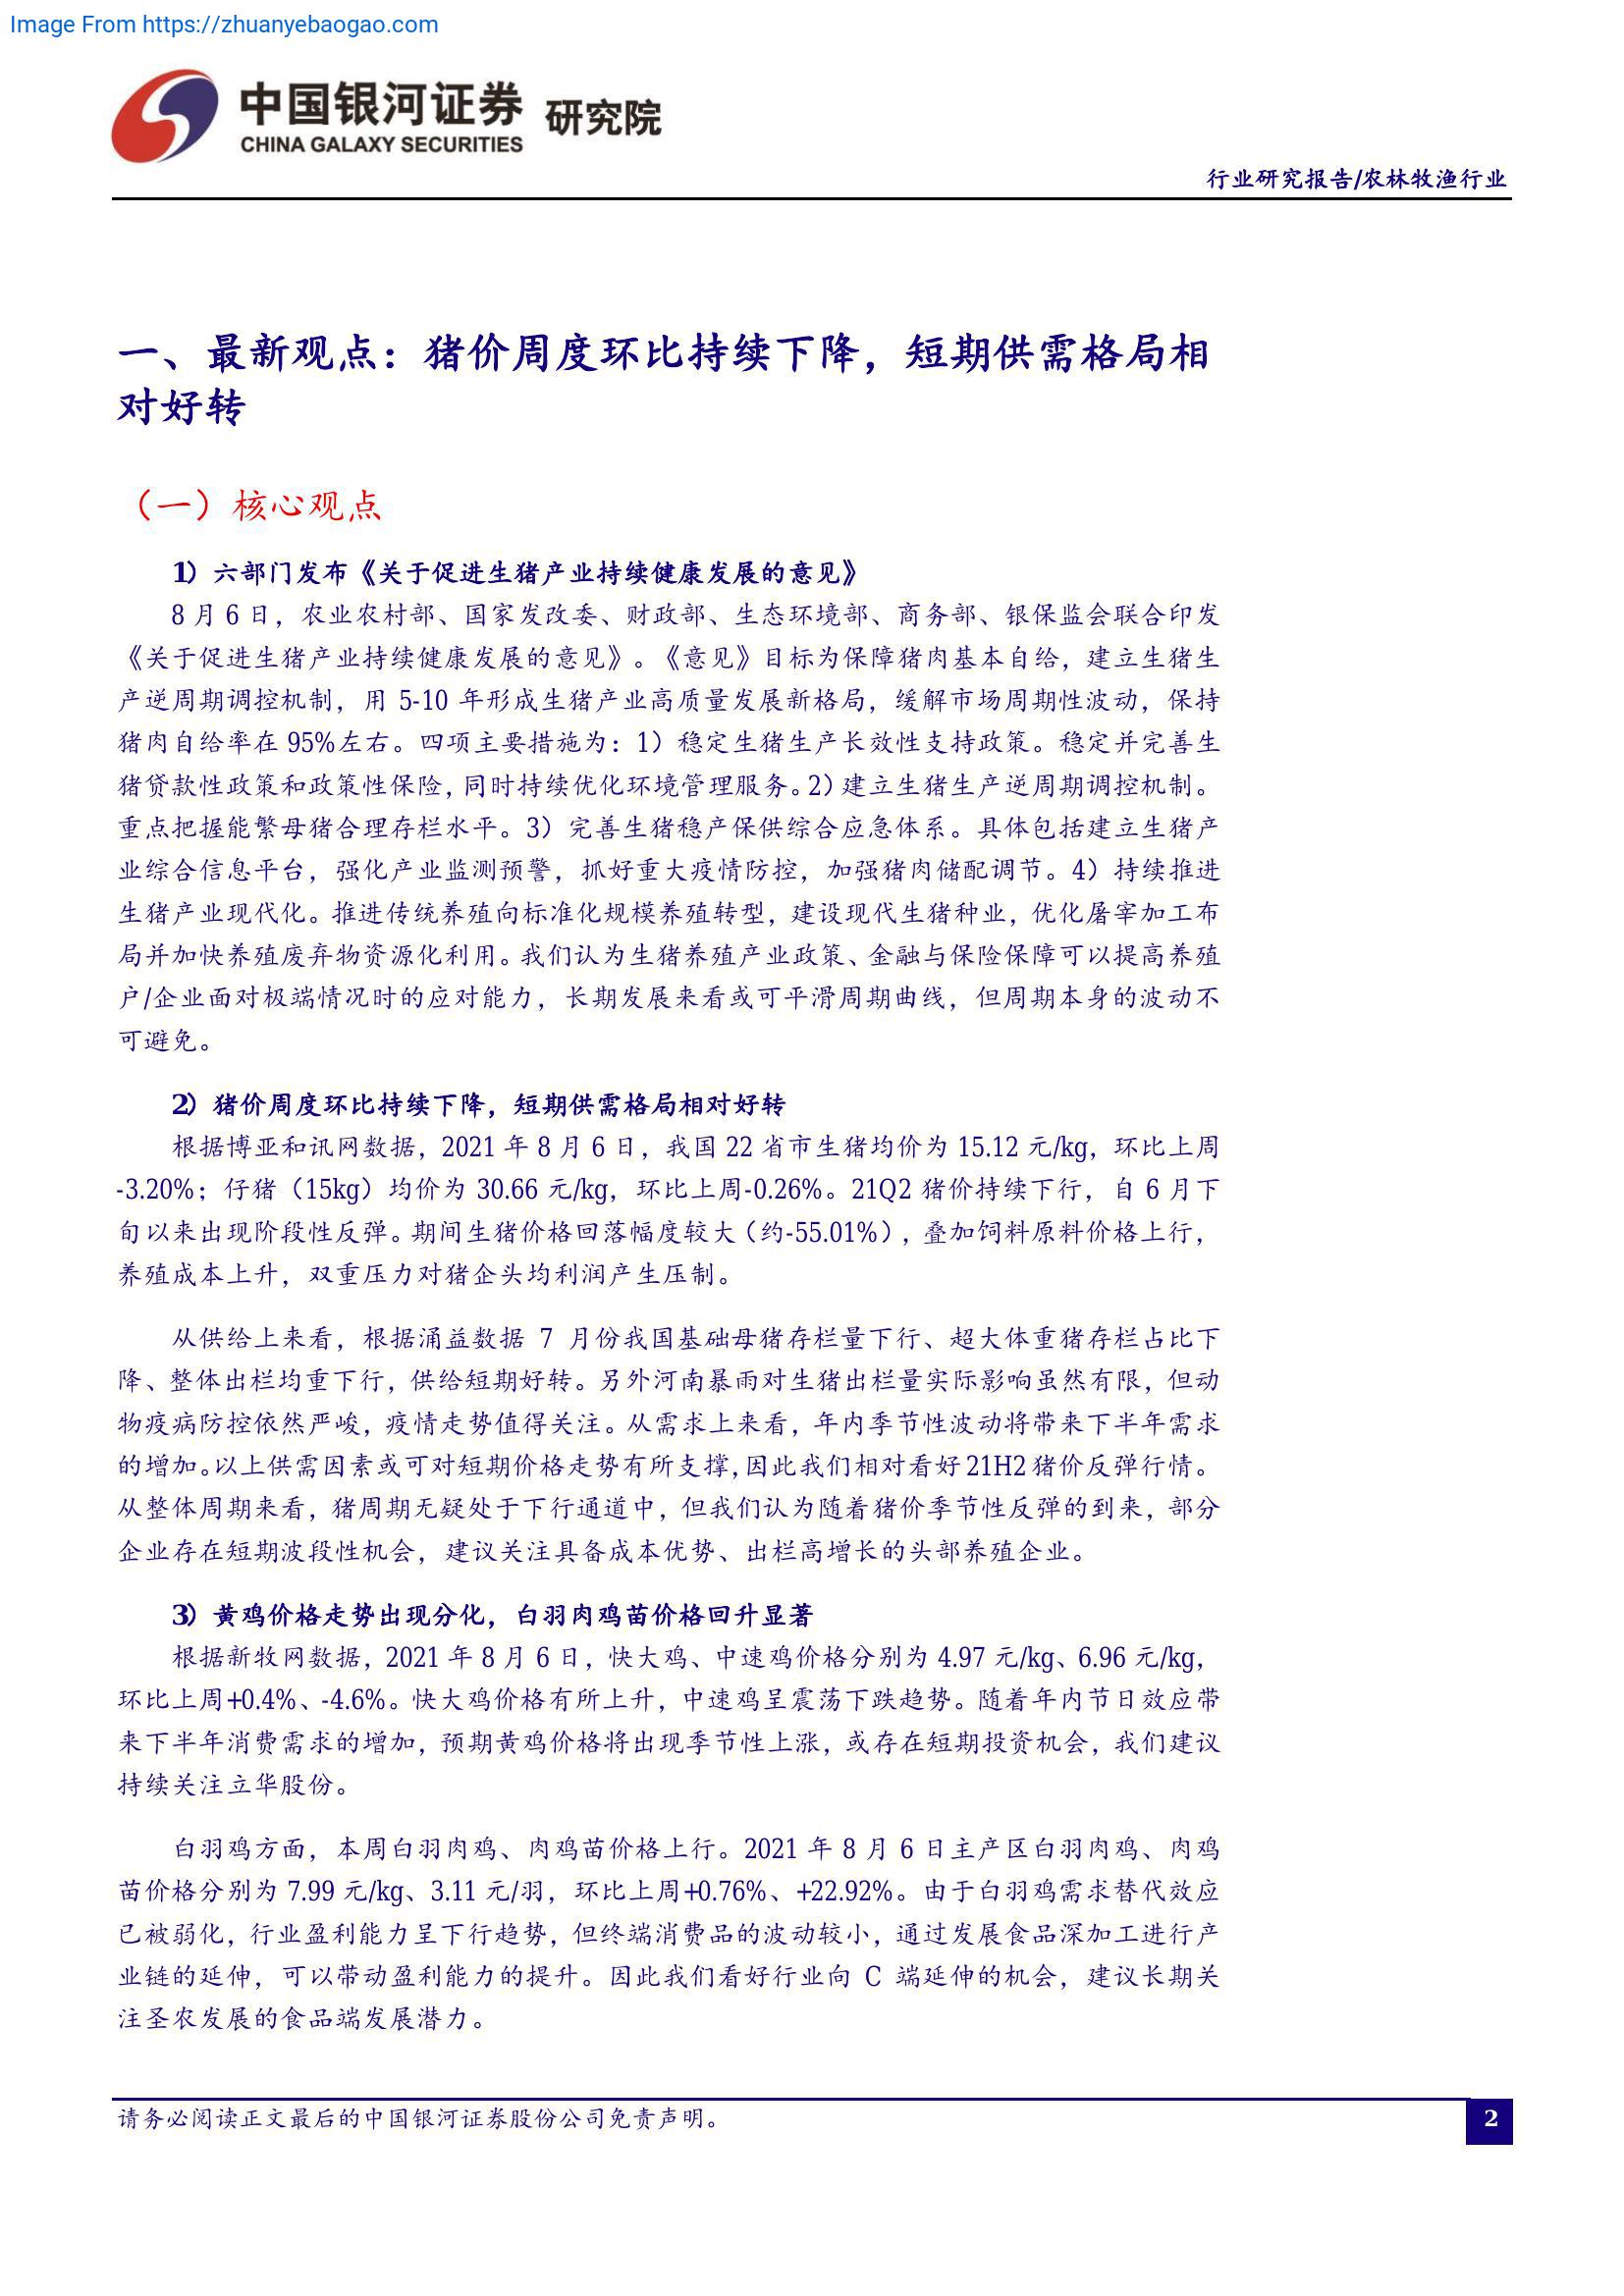 Image From https://zhuanyebaogao.com
中国银河证券 研究院
CHINA GALAXY SECURITIES
行业研究报告/农林牧渔行业
一、最新观点：猪价周度环比持续下降，短期供需格局相
对好转
（一）核心观点
1）六部门发布《关于促进生猪产业持续健康发展的意见》
8 月 6 日，农业农村部、国家发改委、财政部、生态环境部、商务部、银保监会联合印发
《关于促进生猪产业持续健康发展的意见》。《意见》目标为保障猪肉基本自给，建立生猪生
产逆周期调控机制，用 5-10 年形成生猪产业高质量发展新格局，缓解市场周期性波动，保持
猪肉自给率在 95%左右。四项主要措施为：1）稳定生猪生产长效性支持政策。稳定并完善生
猪贷款性政策和政策性保险，同时持续优化环境管理服务。2）建立生猪生产逆周期调控机制。
重点把握能繁母猪合理存栏水平。3）完善生猪稳产保供综合应急体系。具体包括建立生猪产
业综合信息平台，强化产业监测预警，抓好重大疫情防控，加强猪肉储配调节。4）持续推进
生猪产业现代化。推进传统养殖向标准化规模养殖转型，建设现代生猪种业，优化屠宰加工布
局并加快养殖废弃物资源化利用。我们认为生猪养殖产业政策、金融与保险保障可以提高养殖
户/企业面对极端情况时的应对能力，长期发展来看或可平滑周期曲线，但周期本身的波动不
可避免。
2）猪价周度环比持续下降，短期供需格局相对好转
根据博亚和讯网数据，2021 年 8 月 6 日，我国 22 省市生猪均价为 15.12 元/kg，环比上周
-3.20%；仔猪（15kg）均价为 30.66 元/kg，环比上周-0.26%。21Q2 猪价持续下行，自 6 月下
旬以来出现阶段性反弹。期间生猪价格回落幅度较大（约-55.01%），叠加饲料原料价格上行，
养殖成本上升，双重压力对猪企头均利润产生压制。
从供给上来看，根据涌益数据 7 月份我国基础母猪存栏量下行、超大体重猪存栏占比下
降、整体出栏均重下行，供给短期好转。另外河南暴雨对生猪出栏量实际影响虽然有限，但动
物疫病防控依然严峻，疫情走势值得关注。从需求上来看，年内季节性波动将带来下半年需求
的增加。以上供需因素或可对短期价格走势有所支撑，因此我们相对看好 21H2 猪价反弹行情。
从整体周期来看，猪周期无疑处于下行通道中，但我们认为随着猪价季节性反弹的到来，部分
企业存在短期波段性机会，建议关注具备成本优势、出栏高增长的头部养殖企业。
3）黄鸡价格走势出现分化，白羽肉鸡苗价格回升显著
根据新牧网数据，2021 年 8 月 6 日，快大鸡、中速鸡价格分别为 4.97 元/kg、6.96 元/kg，
环比上周+0.4%、-4.6%。快大鸡价格有所上升，中速鸡呈震荡下跌趋势。随着年内节日效应带
来下半年消费需求的增加，预期黄鸡价格将出现季节性上涨，或存在短期投资机会，我们建议
持续关注立华股份。
白羽鸡方面，本周白羽肉鸡、肉鸡苗价格上行。2021 年 8 月 6 日主产区白羽肉鸡、肉鸡
苗价格分别为 7.99 元/kg、3.11 元/羽，环比上周+0.76%、+22.92%。由于白羽鸡需求替代效应
已被弱化，行业盈利能力呈下行趋势，但终端消费品的波动较小，通过发展食品深加工进行产
业链的延伸，可以带动盈利能力的提升。因此我们看好行业向 C 端延伸的机会，建议长期关
注圣农发展的食品端发展潜力。
请务必阅读正文最后的中国银河证券股份公司免责声明。
2